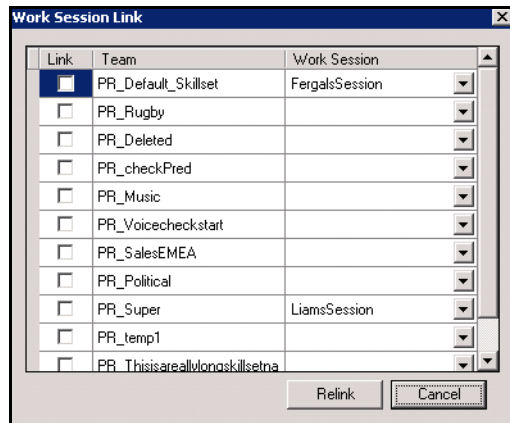 Work Session Link
Link Team Work Session
PR_Default_Skillset FergalsSession
PR_Rugby
PR_Deleted
PR_checkPred
PR_Music
PR_Voicecheckstart
PR_SalesEMEA
PR_Political
PR_Super LiamsSession
PR_temp1
PR_Thisisareallylongskillsetna
Relink Cancel